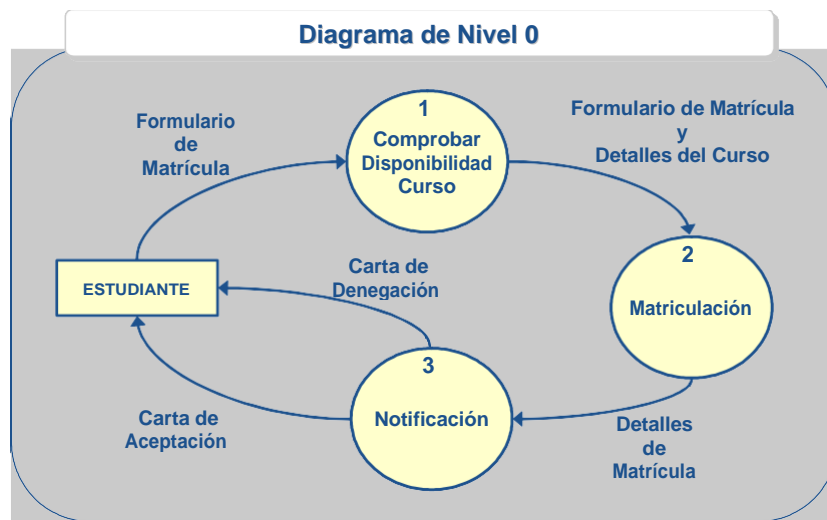 Diagrama de Nivel 0
Formulario
de
Matrícula
1
Comprobar
Disponibilidad
Curso
Formulario de Matrícula
y
Detalles del Curso
ESTUDIANTE
Carta de
Denegación
2
Matriculación
3
Notificación
Carta de
Aceptación
Detalles
de
Matrícula